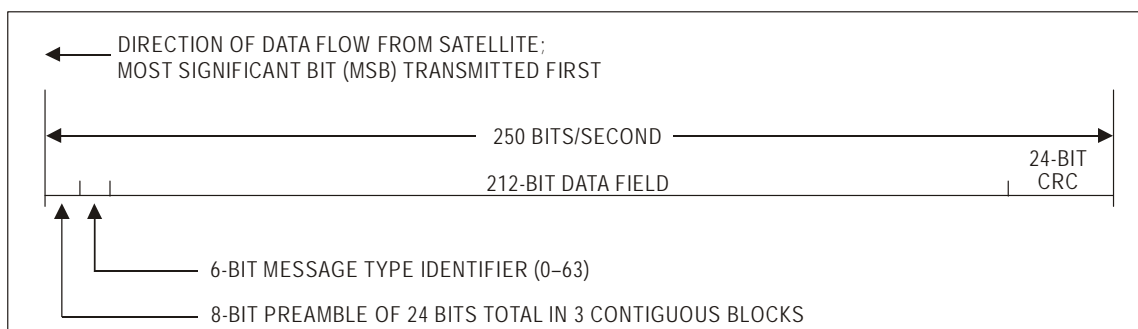 DIRECTION OF DATA FLOW FROM SATELLITE;
MOST SIGNIFICANT BIT (MSB) TRANSMITTED FIRST
250 BITS/SECOND
24-BIT
CRC
212-BIT DATA FIELD
6-BIT MESSAGE TYPE IDENTIFIER (0–63)
8-BIT PREAMBLE OF 24 BITS TOTAL IN 3 CONTIGUOUS BLOCKS